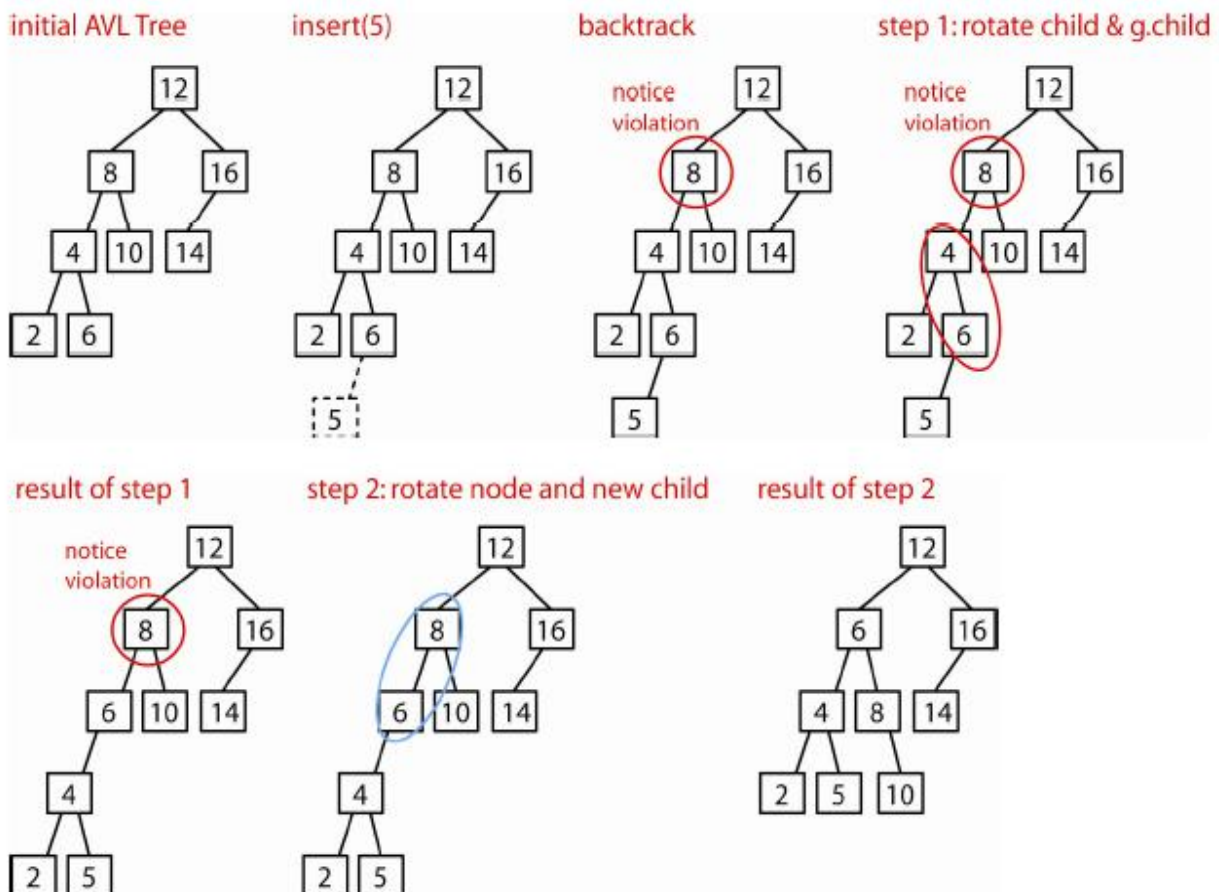 initial AVL Tree insert(5) backtrack step 1: rotate child & g.child
12 12 notice violation 12 notice violation 12
8 16 8 16 8 16 8 16
4 10 14 4 10 14 4 10 14 4 10 14
2 6 2 6 2 6 2 6
5 5 5
result of step 1 step 2: rotate node and new child result of step 2
notice violation 12 12 12
8 16 8 16 6 16
6 10 14 6 10 14 4 8 14
4 4 2 5 10
2 5 2 5